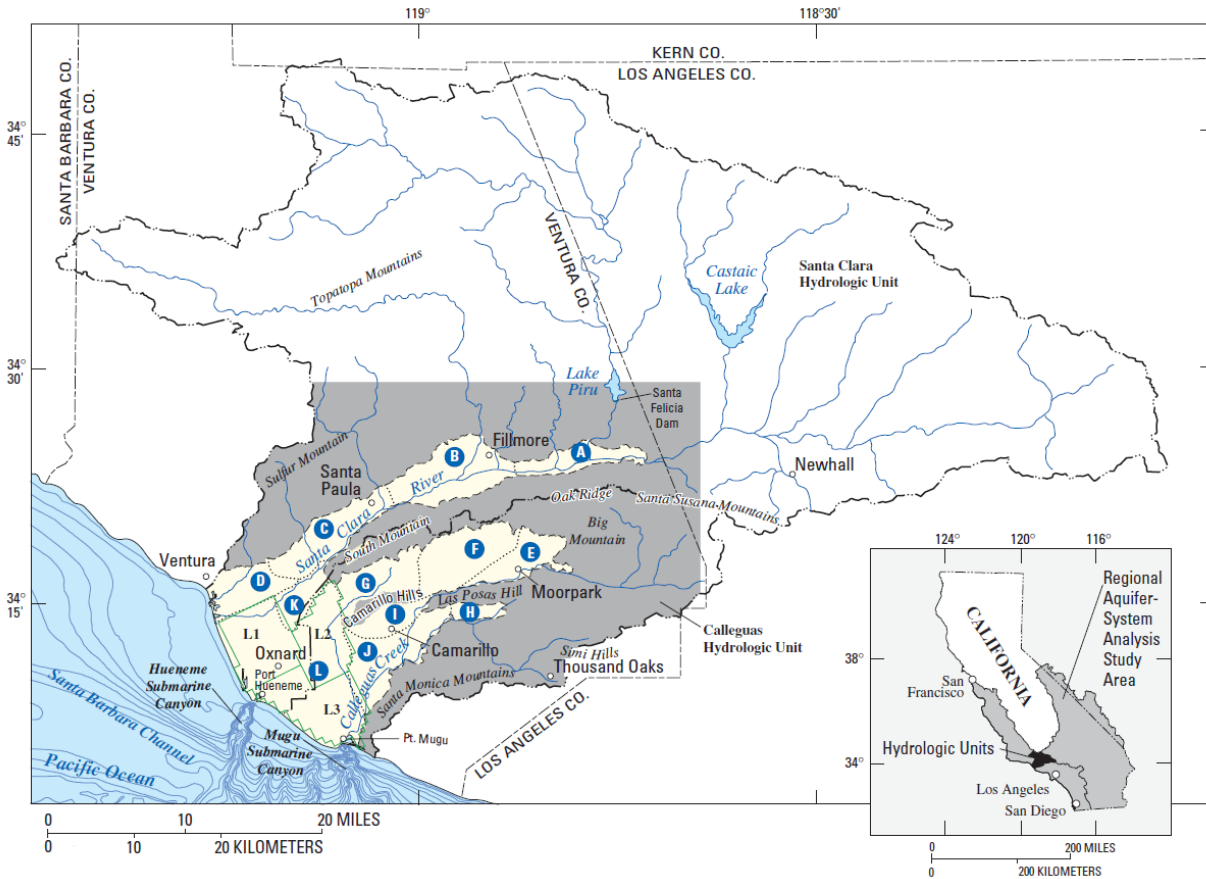 119°
118°30'
KERN CO.
LOS ANGELES CO.
SANTA BARBARA CO.
VENTURA CO.
34°
45'
VENTURA CO.
Topatopa Mountains
Castaic
Lake
Santa Clara
Hydrologic Unit
34°
30'
Lake
Piru
Santa
Felicia
Dam
Sulfur Mountain
Fillmore
B
A
Santa
Paula
River
Newhall
Oak Ridge
Santa Susana Mountains
C
Santa Clara
South Mountain
Big
Mountain
F
E
Ventura
D
G
Moorpark
34°
15'
K
Camarillo Hills
Las Posas Hill
I
H
L1
L2
Camarillo
Calleguas
Hydrologic Unit
Oxnard
J
Simi Hills
Thousand Oaks
Port
Hueneme
L
Calleguas Creek
Santa Monica Mountains
Hueneme
Submarine
Canyon
L3
Santa Barbara Channel
Mugu
Submarine
Canyon
Pt. Mugu
LOS ANGELES CO.
Pacific Ocean
0 10 20 MILES
0 10 20 KILOMETERS
124° 120° 116°
Regional
Aquifer-
System
Analysis
Study
Area
CALIFORNIA
38°
San
Francisco
Hydrologic Units
34°
Los Angeles
San Diego
0 200 MILES
0 200 KILOMETERS